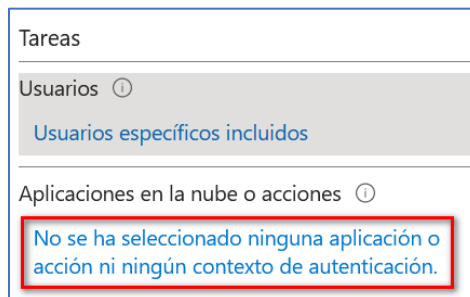 Tareas
Usuarios
Usuarios específicos incluidos
Aplicaciones en la nube o acciones
No se ha seleccionado ninguna aplicación o
acción ni ningún contexto de autenticación.